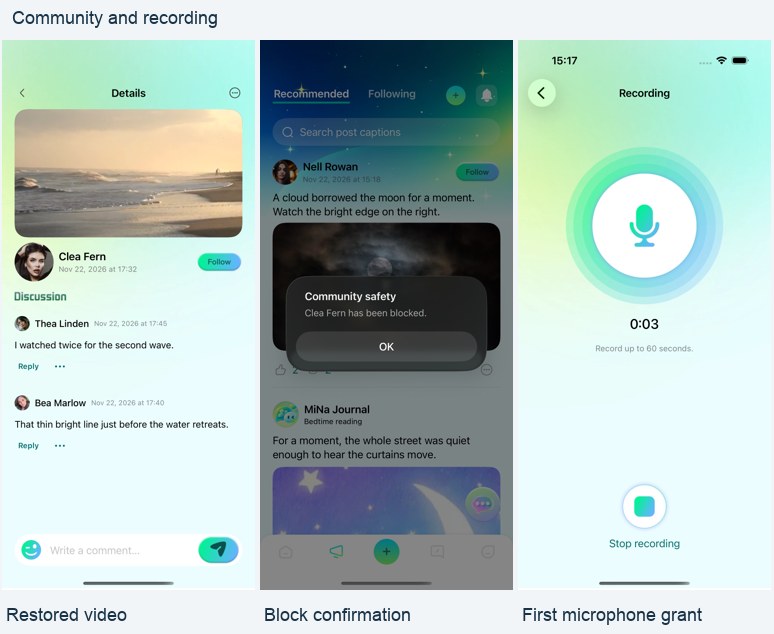 Community and recording
Details
Clea Fern
Nov 22, 2026 at 17:32
Follow
Discussion
Thea Linden Nov 22, 2026 at 17:45
I watched twice for the second wave.
Reply
Bea Marlow Nov 22, 2026 at 17:40
That thin bright line just before the water retreats.
Reply
Write a comment...
Restored video
Recommended Following
Search post captions
Nell Rowan
Nov 22, 2026 at 15:16
Follow
A cloud borrowed the moon for a moment.
Watch the bright edge on the right.
Community safety
Clea Fern has been blocked.
OK
2
2
MiNa Journal
Bedtime reading
For a moment, the whole street was quiet
enough to hear the curtains move.
Block confirmation
15:17
Recording
0:03
Record up to 60 seconds.
Stop recording
First microphone grant